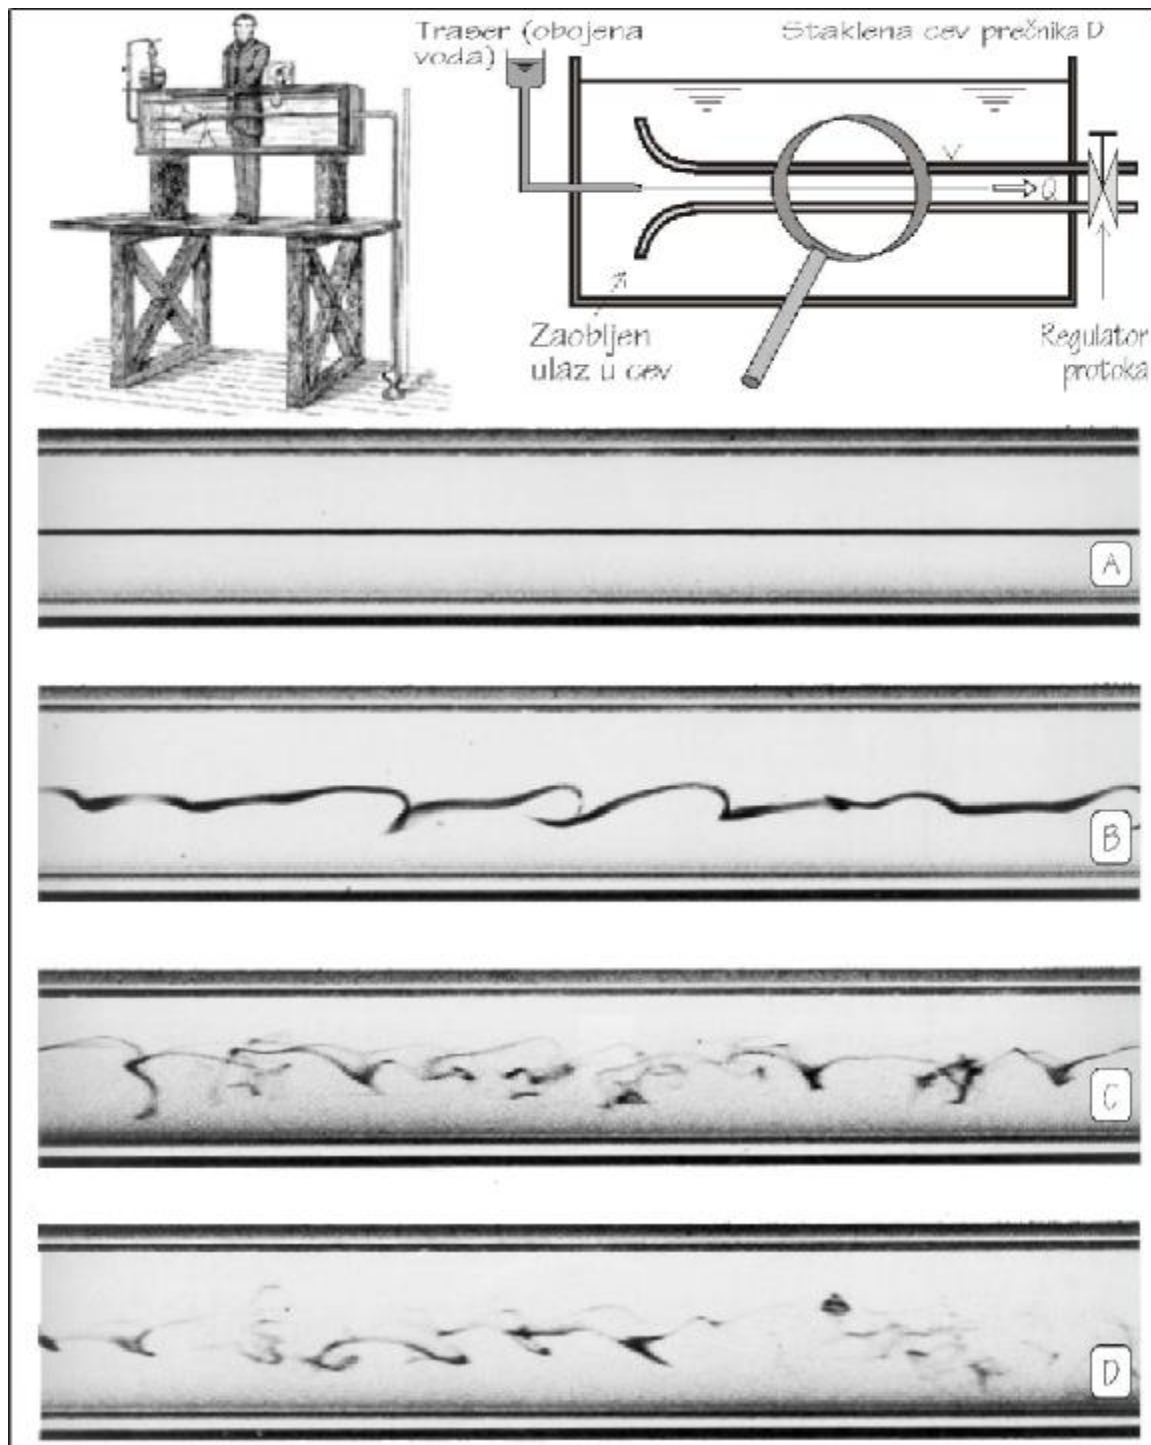 Traser (obojena
voda)
Staklena cev prečnika D
V
Q
Zaobljen
ulaz u cev
Regulator
protoka
A
B
C
D